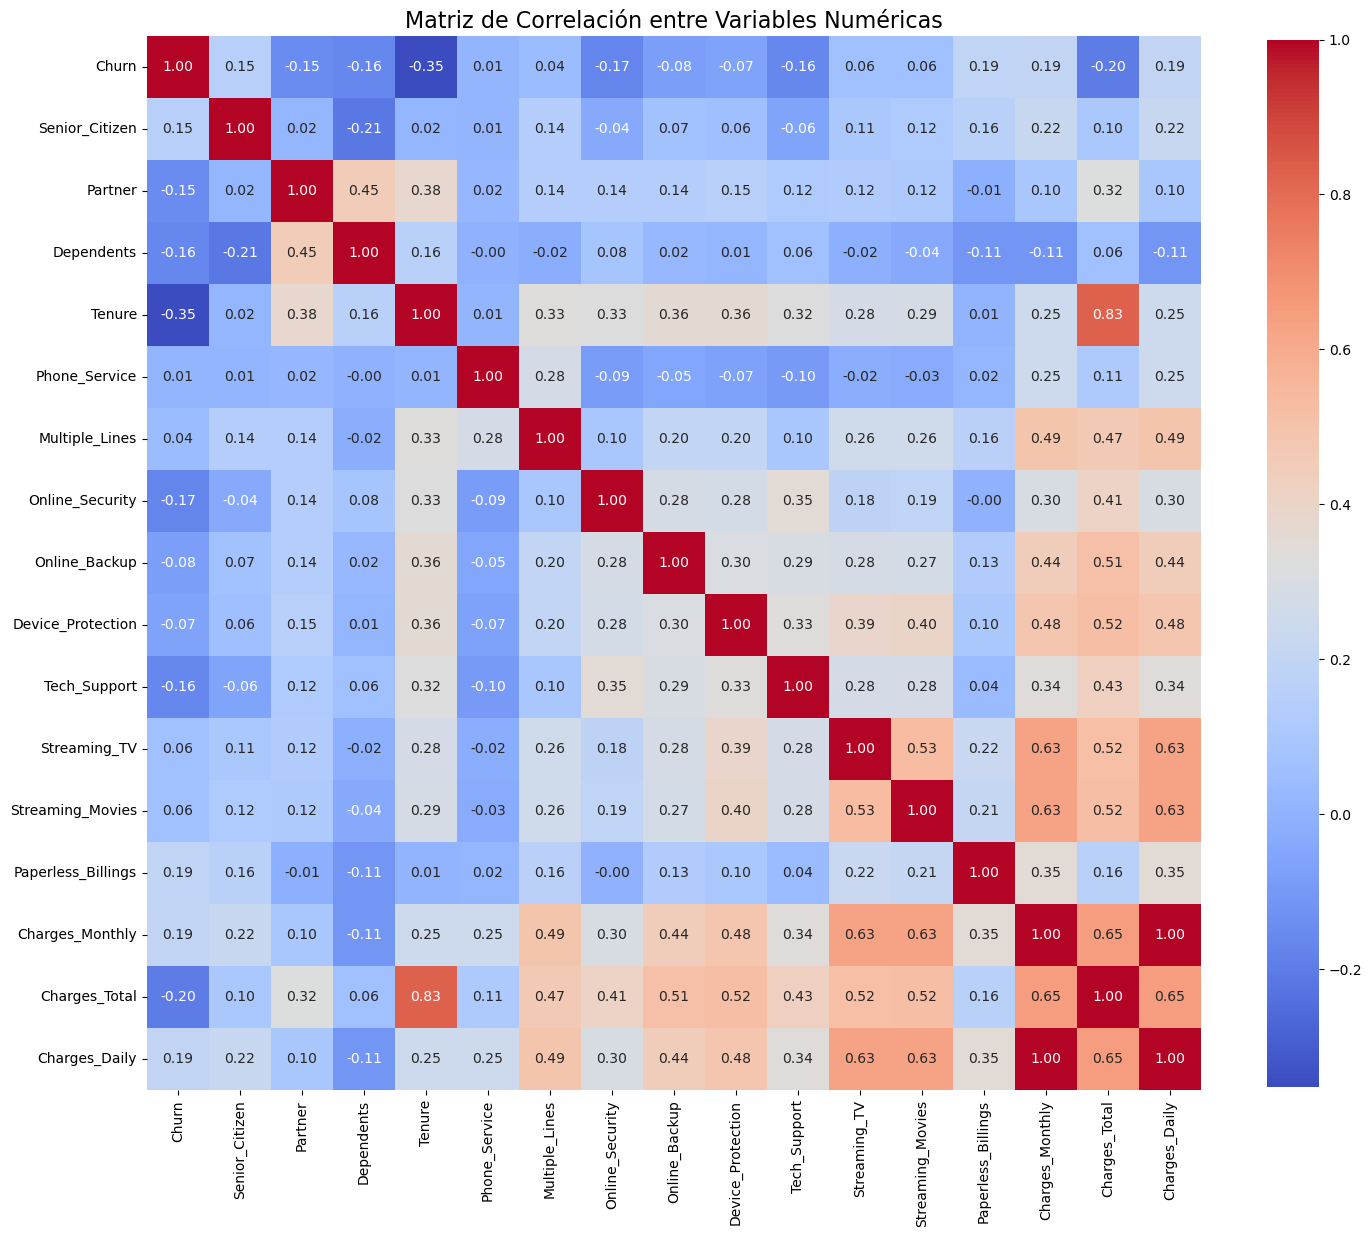 Matriz de Correlación entre Variables Numéricas
Churn 1.00 0.15 -0.15 -0.16 -0.35 0.01 0.04 -0.17 -0.08 -0.07 -0.16 0.06 0.06 0.19 0.19 -0.20 0.19
Senior_Citizen 0.15 1.00 0.02 -0.21 0.02 0.01 0.14 -0.04 0.07 0.06 -0.06 0.11 0.12 0.16 0.22 0.10 0.22
Partner -0.15 0.02 1.00 0.45 0.38 0.02 0.14 0.14 0.14 0.15 0.12 0.12 0.12 -0.01 0.10 0.32 0.10
Dependents -0.16 -0.21 0.45 1.00 0.16 -0.00 -0.02 0.08 0.02 0.01 0.06 -0.02 -0.04 -0.11 -0.11 0.06 -0.11
Tenure -0.35 0.02 0.38 0.16 1.00 0.01 0.33 0.33 0.36 0.36 0.32 0.28 0.29 0.01 0.25 0.83 0.25
Phone_Service 0.01 0.01 0.02 -0.00 0.01 1.00 0.28 -0.09 -0.05 -0.07 -0.10 -0.02 -0.03 0.02 0.25 0.11 0.25
Multiple_Lines 0.04 0.14 0.14 -0.02 0.33 0.28 1.00 0.10 0.20 0.20 0.10 0.26 0.26 0.16 0.49 0.47 0.49
Online_Security -0.17 -0.04 0.14 0.08 0.33 -0.09 0.10 1.00 0.28 0.28 0.35 0.18 0.19 -0.00 0.30 0.41 0.30
Online_Backup -0.08 0.07 0.14 0.02 0.36 -0.05 0.20 0.28 1.00 0.30 0.29 0.28 0.27 0.13 0.44 0.51 0.44
Device_Protection -0.07 0.06 0.15 0.01 0.36 -0.07 0.20 0.28 0.30 1.00 0.33 0.39 0.40 0.10 0.48 0.52 0.48
Tech_Support -0.16 -0.06 0.12 0.06 0.32 -0.10 0.10 0.35 0.29 0.33 1.00 0.28 0.28 0.04 0.34 0.43 0.34
Streaming_TV 0.06 0.11 0.12 -0.02 0.28 -0.02 0.26 0.18 0.28 0.39 0.28 1.00 0.53 0.22 0.63 0.52 0.63
Streaming_Movies 0.06 0.12 0.12 -0.04 0.29 -0.03 0.26 0.19 0.27 0.40 0.28 0.53 1.00 0.21 0.63 0.52 0.63
Paperless_Billings 0.19 0.16 -0.01 -0.11 0.01 0.02 0.16 -0.00 0.13 0.10 0.04 0.22 0.21 1.00 0.35 0.16 0.35
Charges_Monthly 0.19 0.22 0.10 -0.11 0.25 0.25 0.49 0.30 0.44 0.48 0.34 0.63 0.63 0.35 1.00 0.65 1.00
Charges_Total -0.20 0.10 0.32 0.06 0.83 0.11 0.47 0.41 0.51 0.52 0.43 0.52 0.52 0.16 0.65 1.00 0.65
Charges_Daily 0.19 0.22 0.10 -0.11 0.25 0.25 0.49 0.30 0.44 0.48 0.34 0.63 0.63 0.35 1.00 0.65 1.00
Churn
Senior_Citizen
Partner
Dependents
Tenure
Phone_Service
Multiple_Lines
Online_Security
Online_Backup
Device_Protection
Tech_Support
Streaming_TV
Streaming_Movies
Paperless_Billings
Charges_Monthly
Charges_Total
Charges_Daily
1.0
0.8
0.6
0.4
0.2
0.0
−0.2